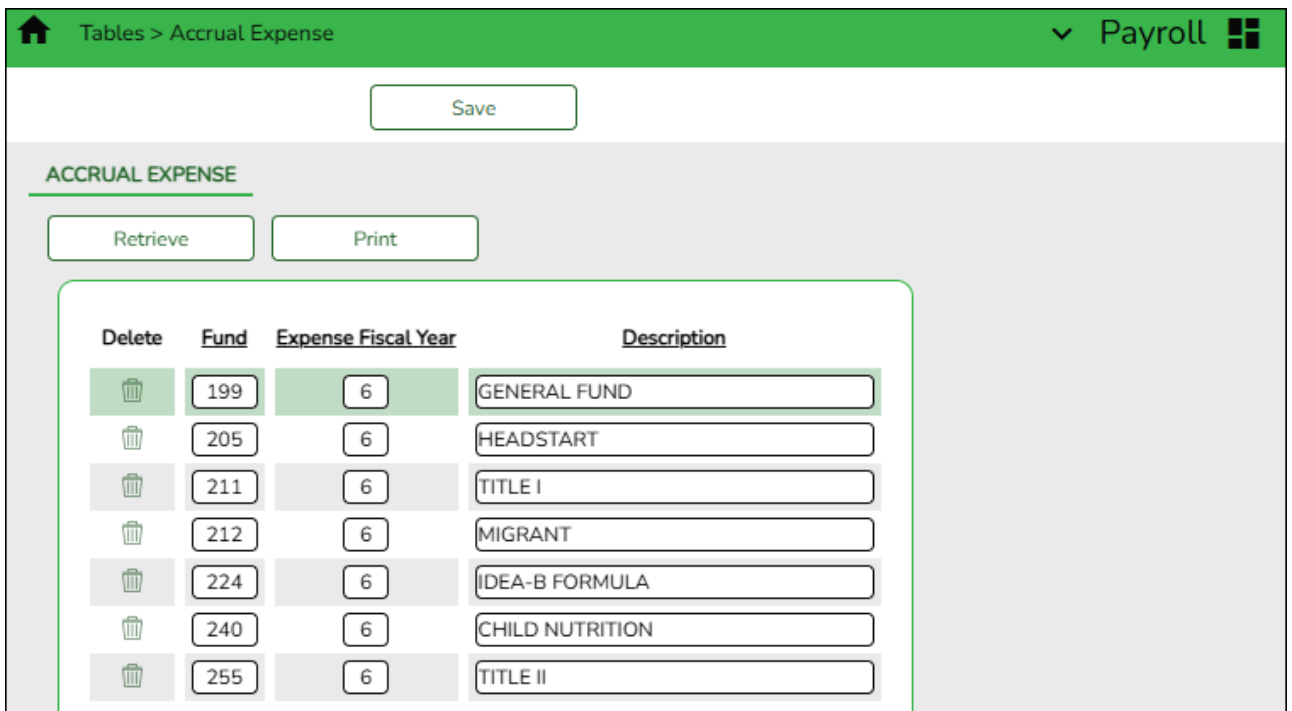 Tables > Accrual Expense Payroll
Save
ACCRUAL EXPENSE
Retrieve Print
Delete Fund Expense Fiscal Year Description
199 6 GENERAL FUND
205 6 HEADSTART
211 6 TITLE I
212 6 MIGRANT
224 6 IDEA-B FORMULA
240 6 CHILD NUTRITION
255 6 TITLE II